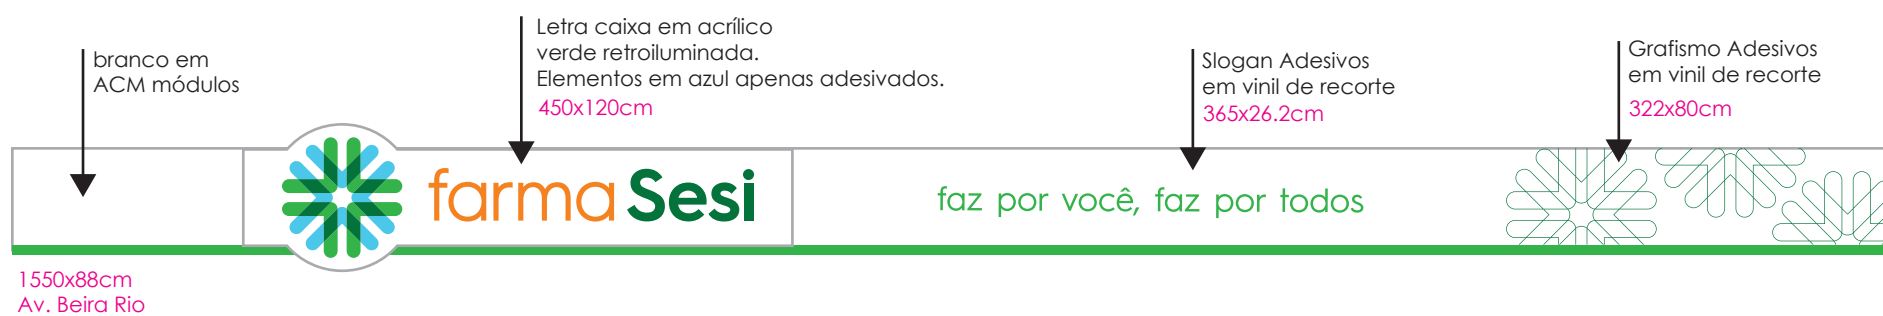 branco em
ACM módulos
Letra caixa em acrílico
verde retroiluminada.
Elementos em azul apenas adesivados.
450x120cm
Slogan Adesivos
em vinil de recorte
365x26.2cm
Grafismo Adesivos
em vinil de recorte
322x80cm
farma Sesi
faz por você, faz por todos
1550x88cm
Av. Beira Rio